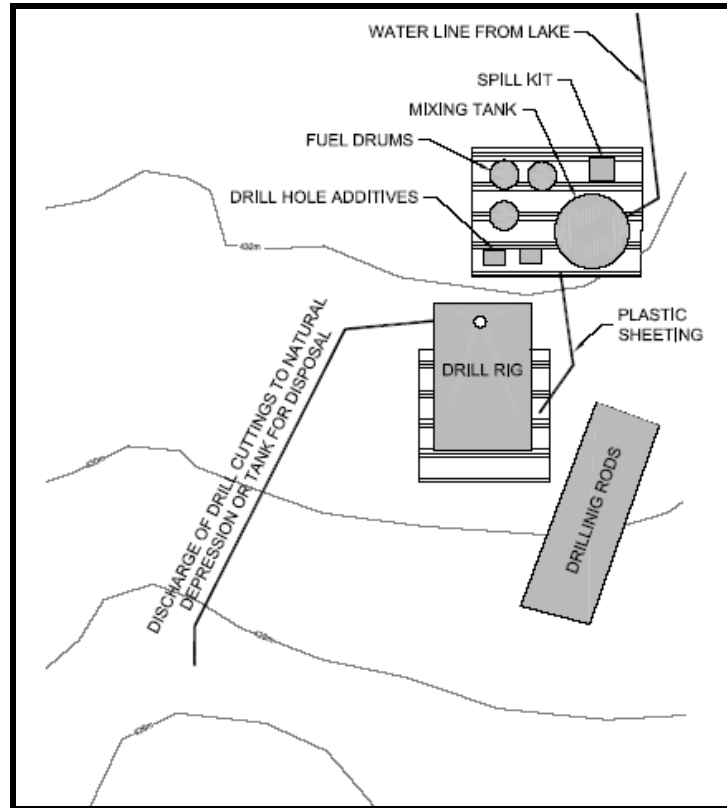 WATER LINE FROM LAKE
SPILL KIT
MIXING TANK
FUEL DRUMS
DRILL HOLE ADDITIVES
432m
PLASTIC
SHEETING
DRILL RIG
DISCHARGE OF DRILL CUTTINGS TO NATURAL
DEPRESSION OR TANK FOR DISPOSAL
DRILLINIG RODS